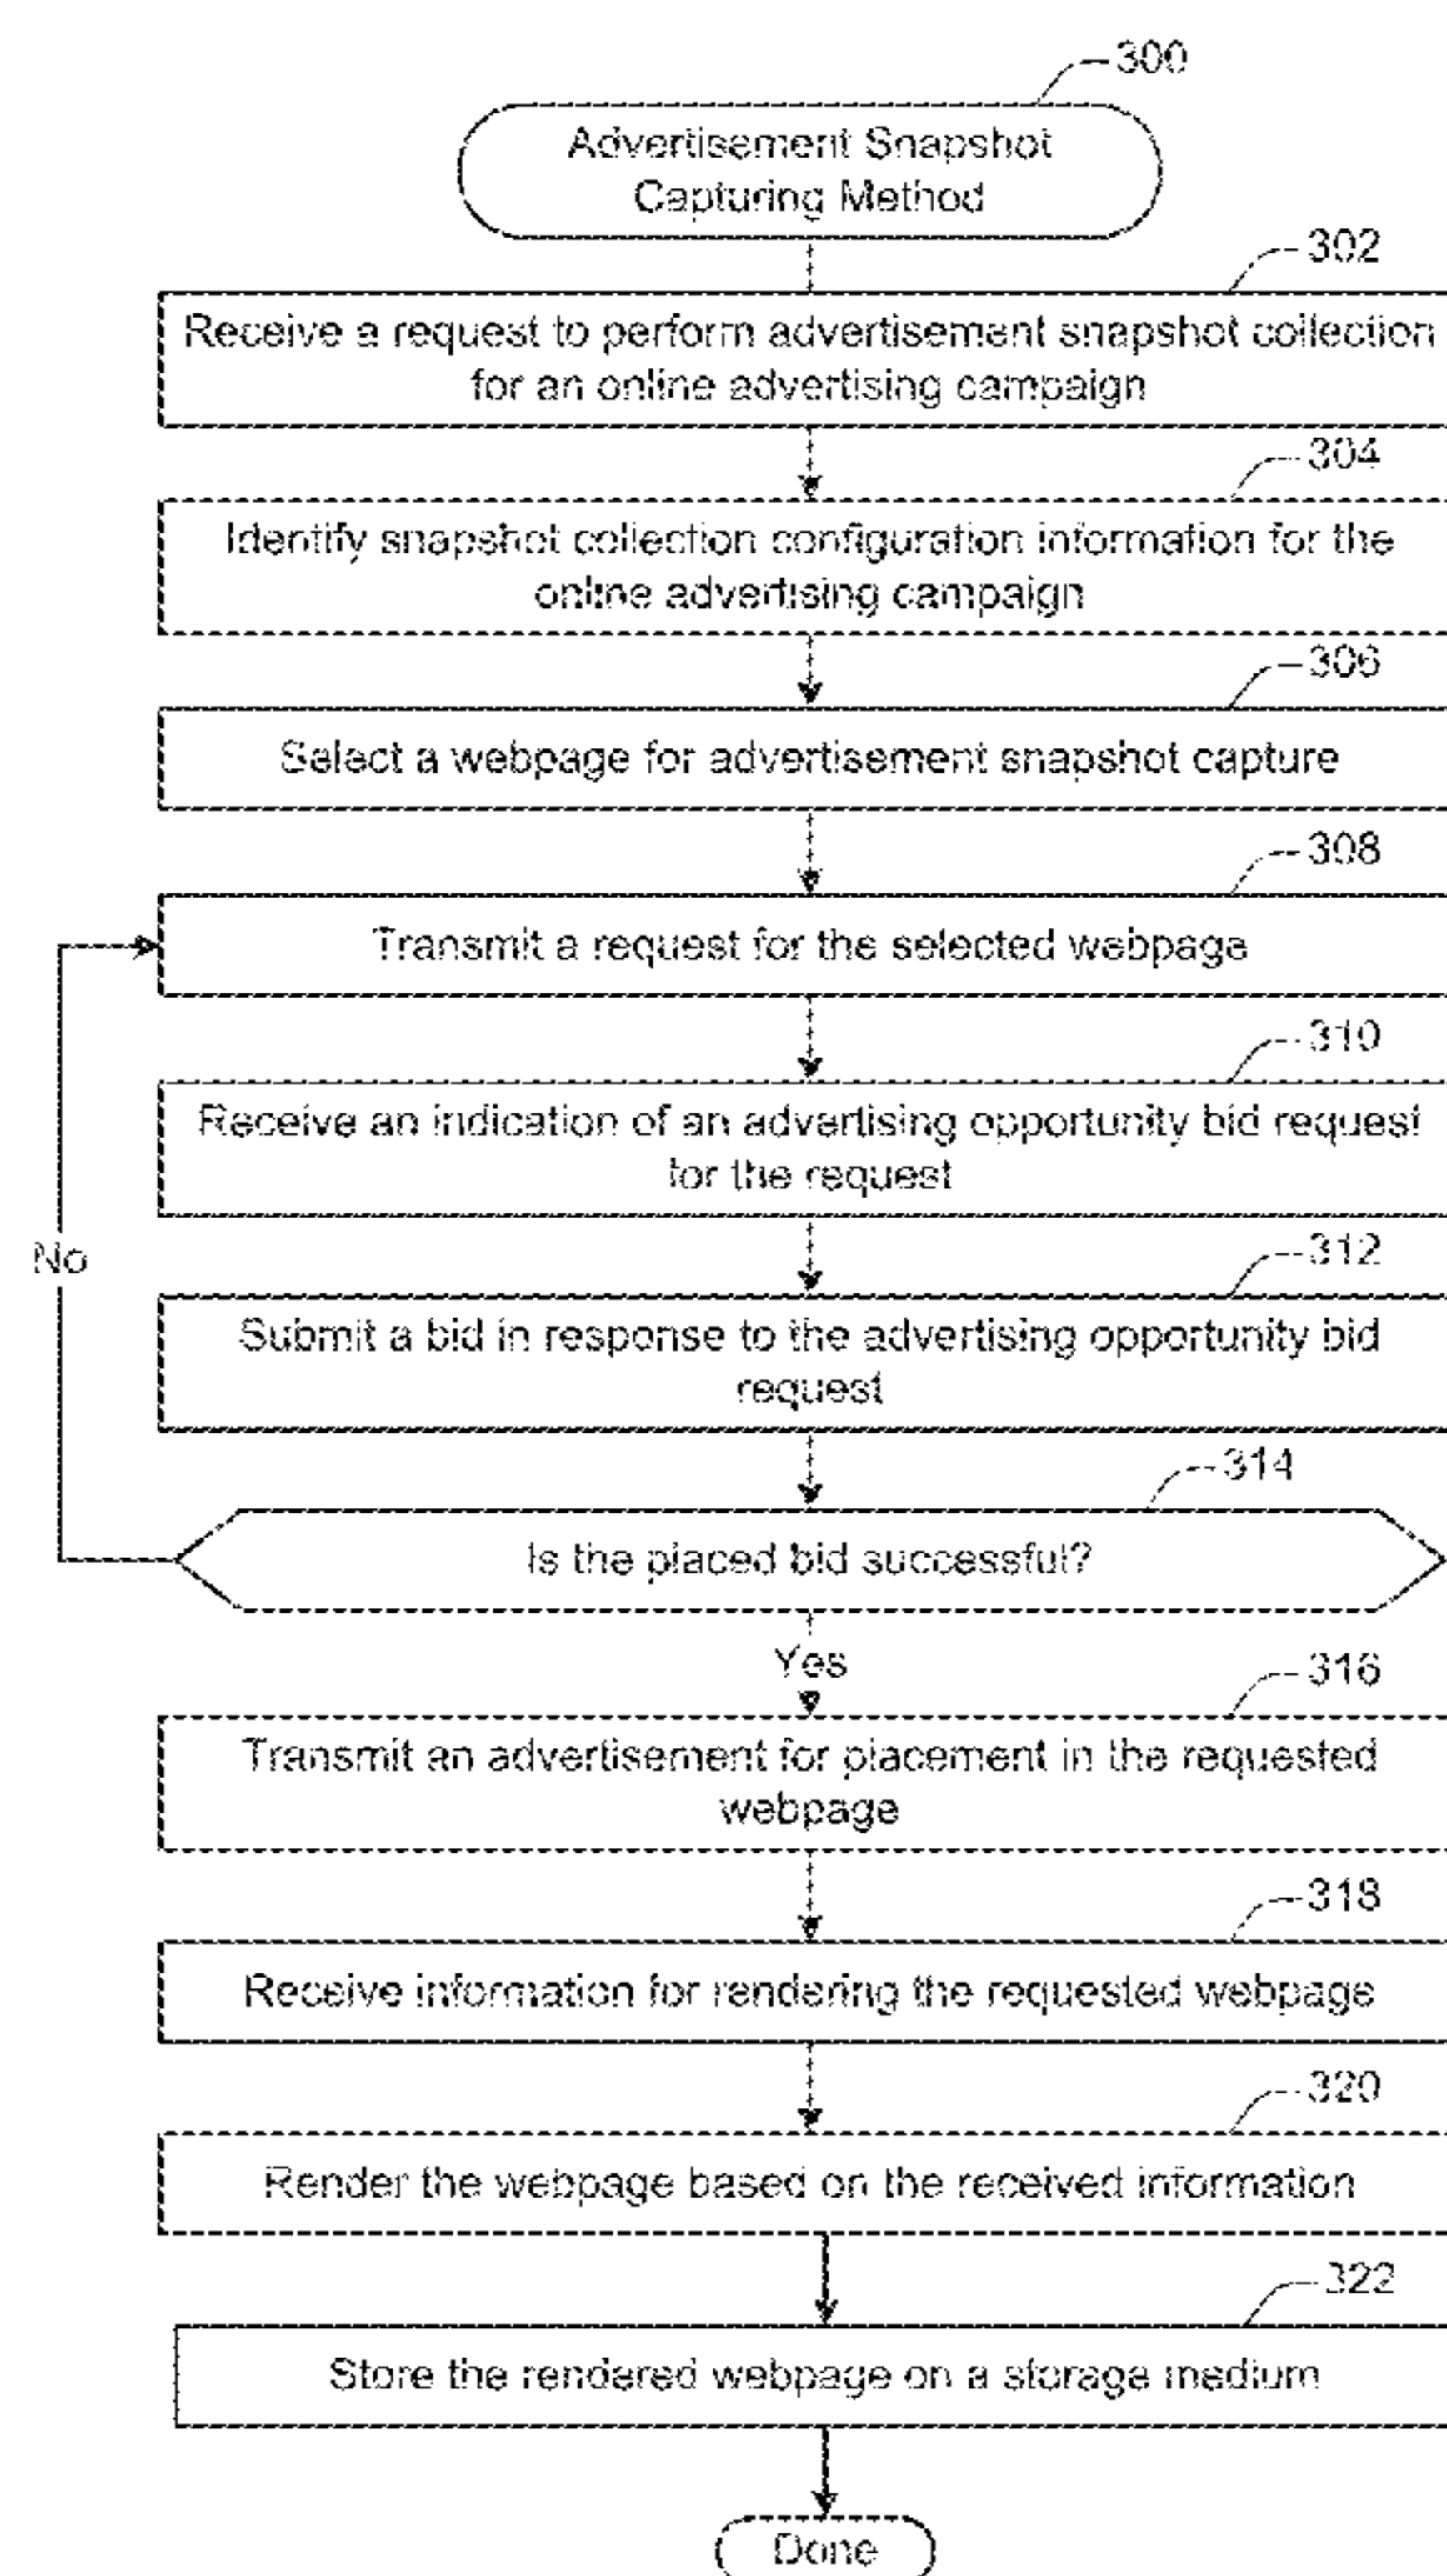 300
Advertisement Snapshot
Capturing Method
302
Receive a request to perform advertisement snapshot collection
for an online advertising campaign
304
Identify snapshot collection configuration information for the
online advertising campaign
306
Select a webpage for advertisement snapshot capture
308
Transmit a request for the selected webpage
310
Receive an indication of an advertising opportunity bid request
for the request
No
312
Submit a bid in response to the advertising opportunity bid
request
314
Is the placed bid successful?
Yes
316
Transmit an advertisement for placement in the requested
webpage
318
Receive information for rendering the requested webpage
320
Render the webpage based on the received information
322
Store the rendered webpage on a storage medium
Done